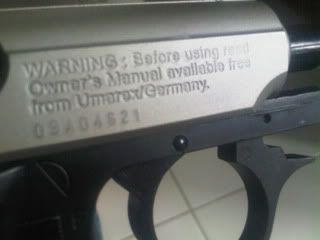 WARNING: Before using read
Owner's Manual available free
from Umarex/Germany.
09A04621